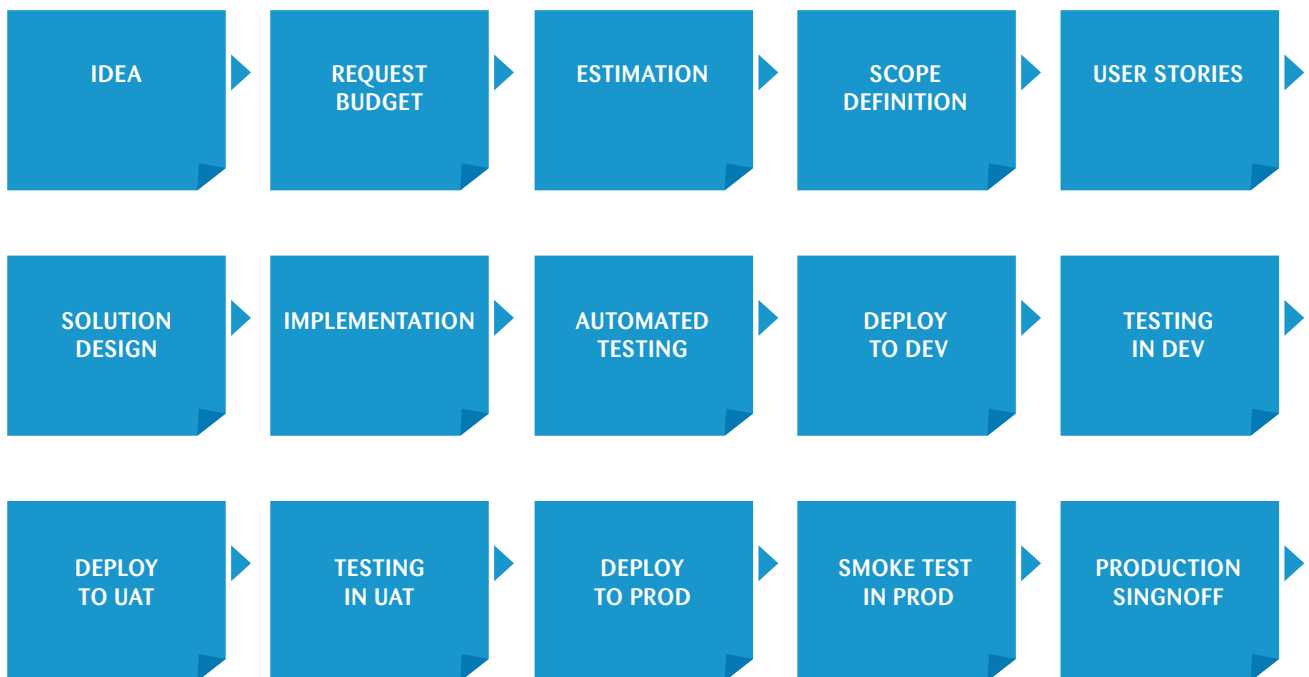 IDEA
REQUEST
BUDGET
ESTIMATION
SCOPE
DEFINITION
USER STORIES
SOLUTION
DESIGN
IMPLEMENTATION
AUTOMATED
TESTING
DEPLOY
TO DEV
TESTING
IN DEV
DEPLOY
TO UAT
TESTING
IN UAT
DEPLOY
TO PROD
SMOKE TEST
IN PROD
PRODUCTION
SINGNOFF